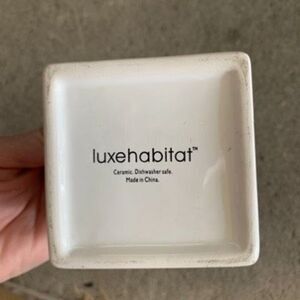 luxehabitat™
Ceramic. Dishwasher safe.
Made in China.